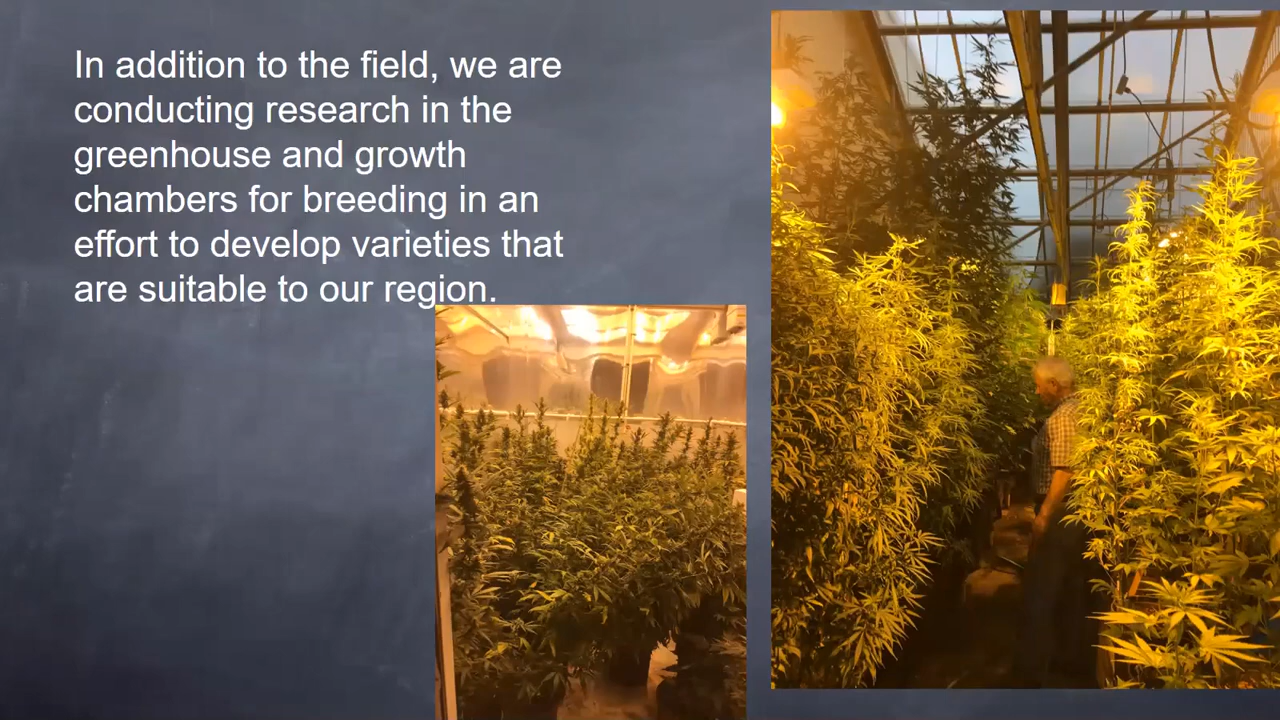 In addition to the field, we are
conducting research in the
greenhouse and growth
chambers for breeding in an
effort to develop varieties that
are suitable to our region.